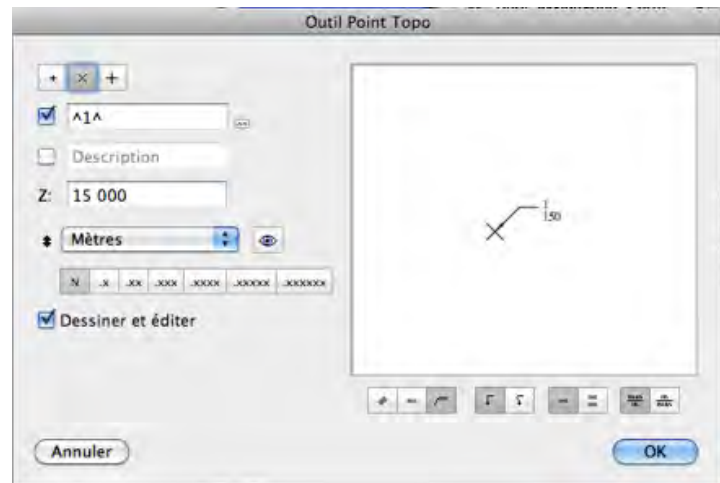 Outil Point Topo
^1^
Description
Z: 15 000
Mètres
N .x .xx .xxx .xxxx .xxxxx .xxxxxx
Dessiner et éditer
1
150
Annuler
OK